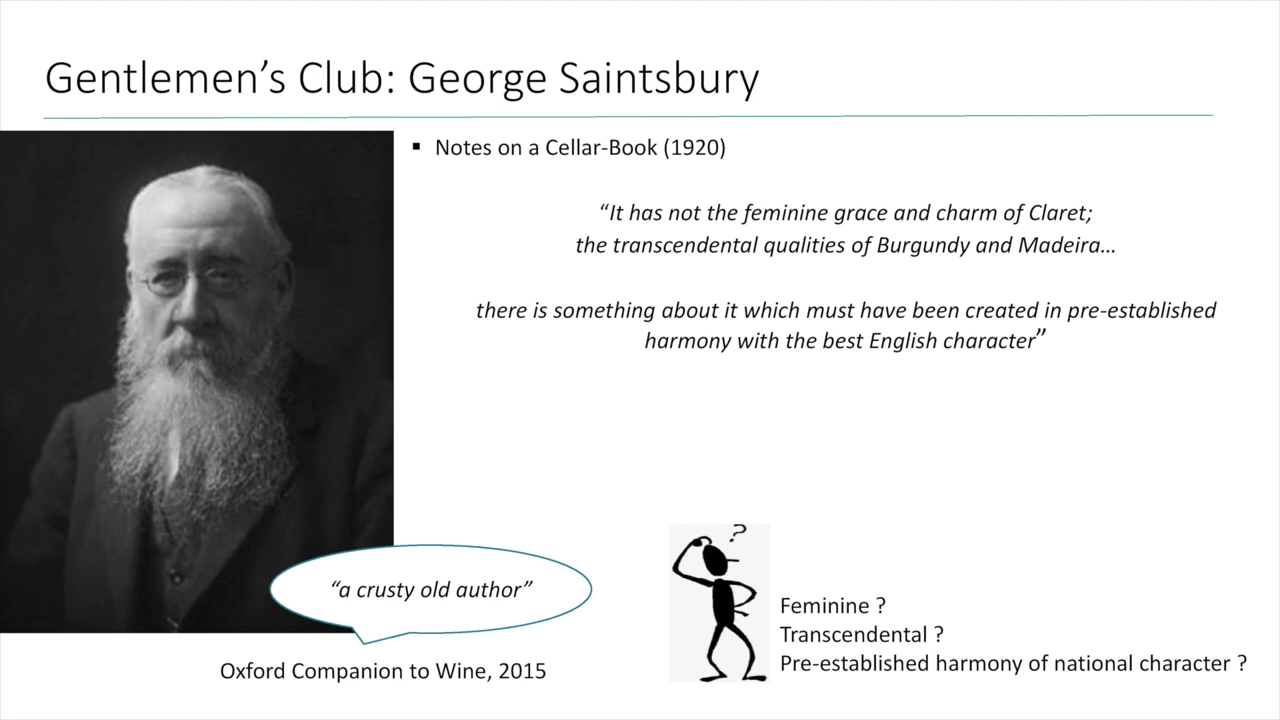 Gentlemen’s Club: George Saintsbury
▪ Notes on a Cellar-Book (1920)
“It has not the feminine grace and charm of Claret;
the transcendental qualities of Burgundy and Madeira…
there is something about it which must have been created in pre-established
harmony with the best English character”
“a crusty old author”
Oxford Companion to Wine, 2015
?
Feminine ?
Transcendental ?
Pre-established harmony of national character ?